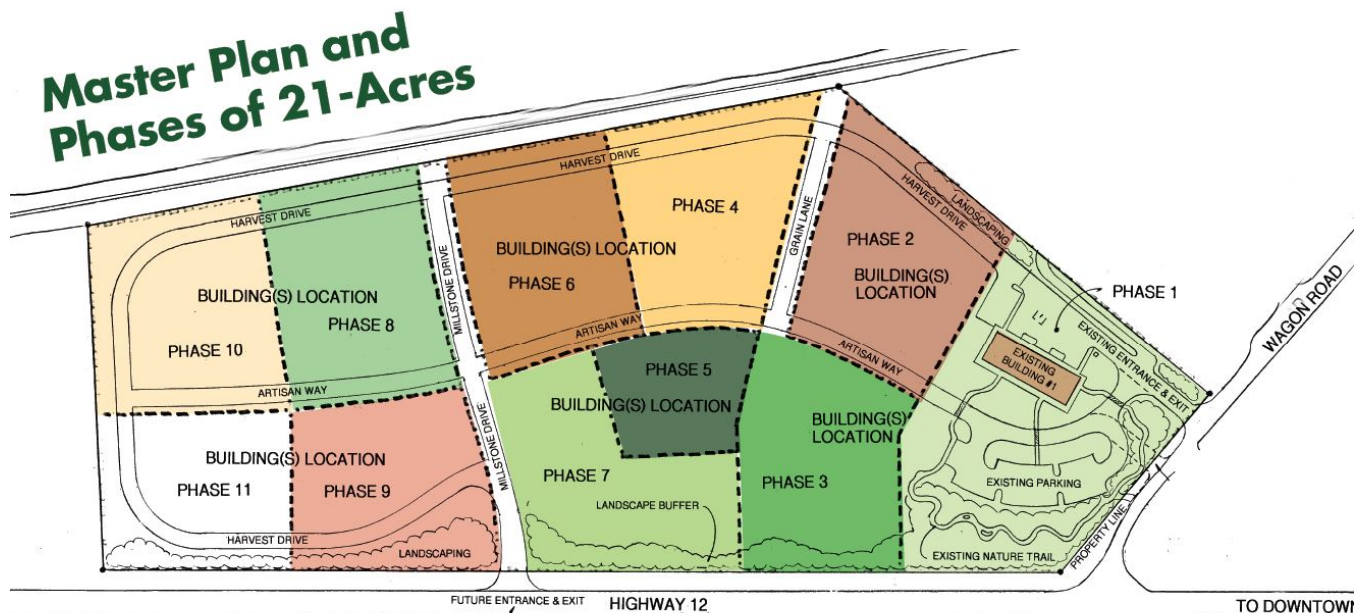 Master Plan and
Phases of 21-Acres
HARVEST DRIVE
PHASE 4
GRAIN LANE
HARVEST DRIVE
LANDSCAPING
PHASE 2
BUILDING(S)
LOCATION
HARVEST DRIVE
MILLSTONE DRIVE
BUILDING(S) LOCATION
PHASE 6
PHASE 1
WAGON ROAD
BUILDING(S) LOCATION
PHASE 8
PHASE 10
ARTISAN WAY
ARTISAN WAY
EXISTING ENTRANCE & EXIT
EXISTING
BUILDING #1
ARTISAN WAY
PHASE 5
BUILDING(S) LOCATION
BUILDING(S)
LOCATION
BUILDING(S) LOCATION
PHASE 11
PHASE 9
MILLSTONE DRIVE
PHASE 7
PHASE 3
EXISTING PARKING
LANDSCAPE BUFFER
HARVEST DRIVE
LANDSCAPING
EXISTING NATURE TRAIL
PROPERTY LINE
FUTURE ENTRANCE & EXIT
HIGHWAY 12
TO DOWNTOWN